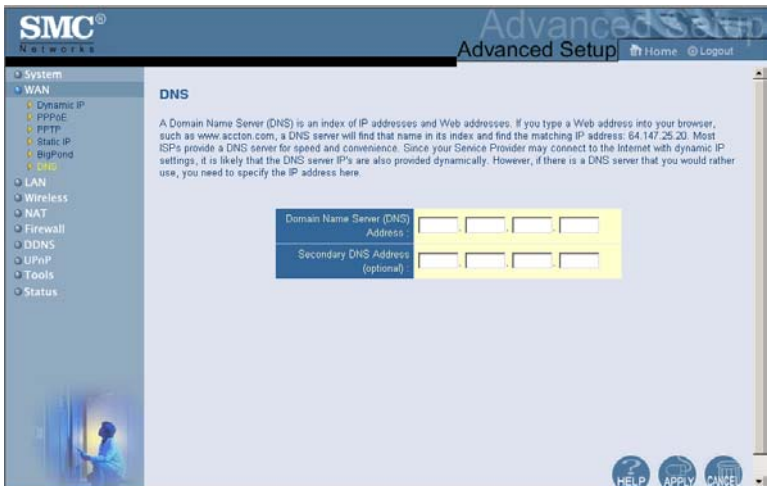 SMC®
Networks
Advanced Setup
Advanced Setup
Home
Logout
System
WAN
Dynamic IP
PPPoE
PPTP
Static IP
BigPond
DNS
LAN
Wireless
NAT
Firewall
DDNS
UPnP
Tools
Status
DNS
A Domain Name Server (DNS) is an index of IP addresses and Web addresses. If you type a Web address into your browser,
such as www.accton.com, a DNS server will find that name in its index and find the matching IP address: 64.147.25.20. Most
ISPs provide a DNS server for speed and convenience. Since your Service Provider may connect to the Internet with dynamic IP
settings, it is likely that the DNS server IP's are also provided dynamically. However, if there is a DNS server that you would rather
use, you need to specify the IP address here.
Domain Name Server (DNS)
Address :
. . .
Secondary DNS Address
(optional) :
. . .
HELP
APPLY
CANCEL